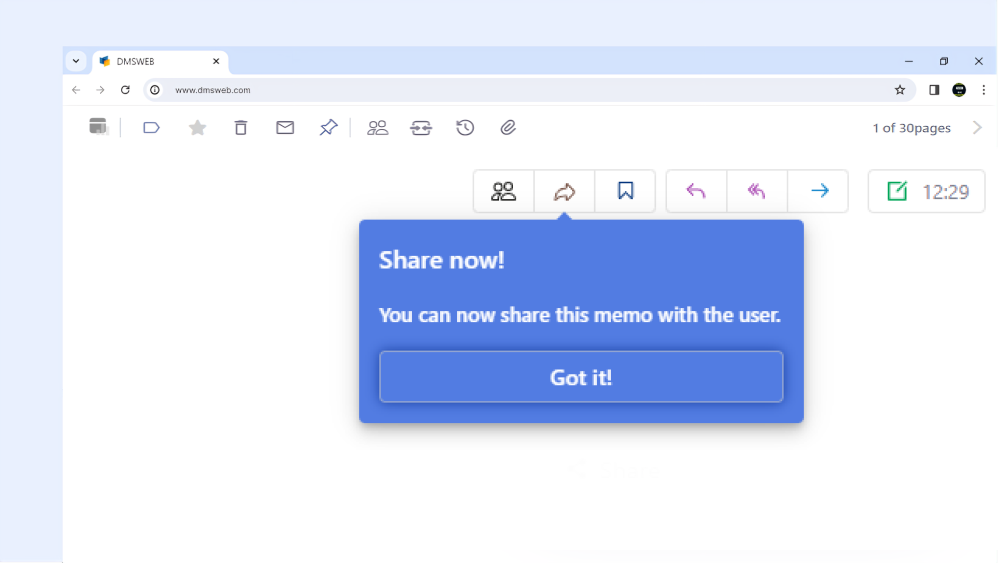 DMSWEB
www.dmsweb.com
1 of 30pages
12:29
Share now!
You can now share this memo with the user.
Got it!